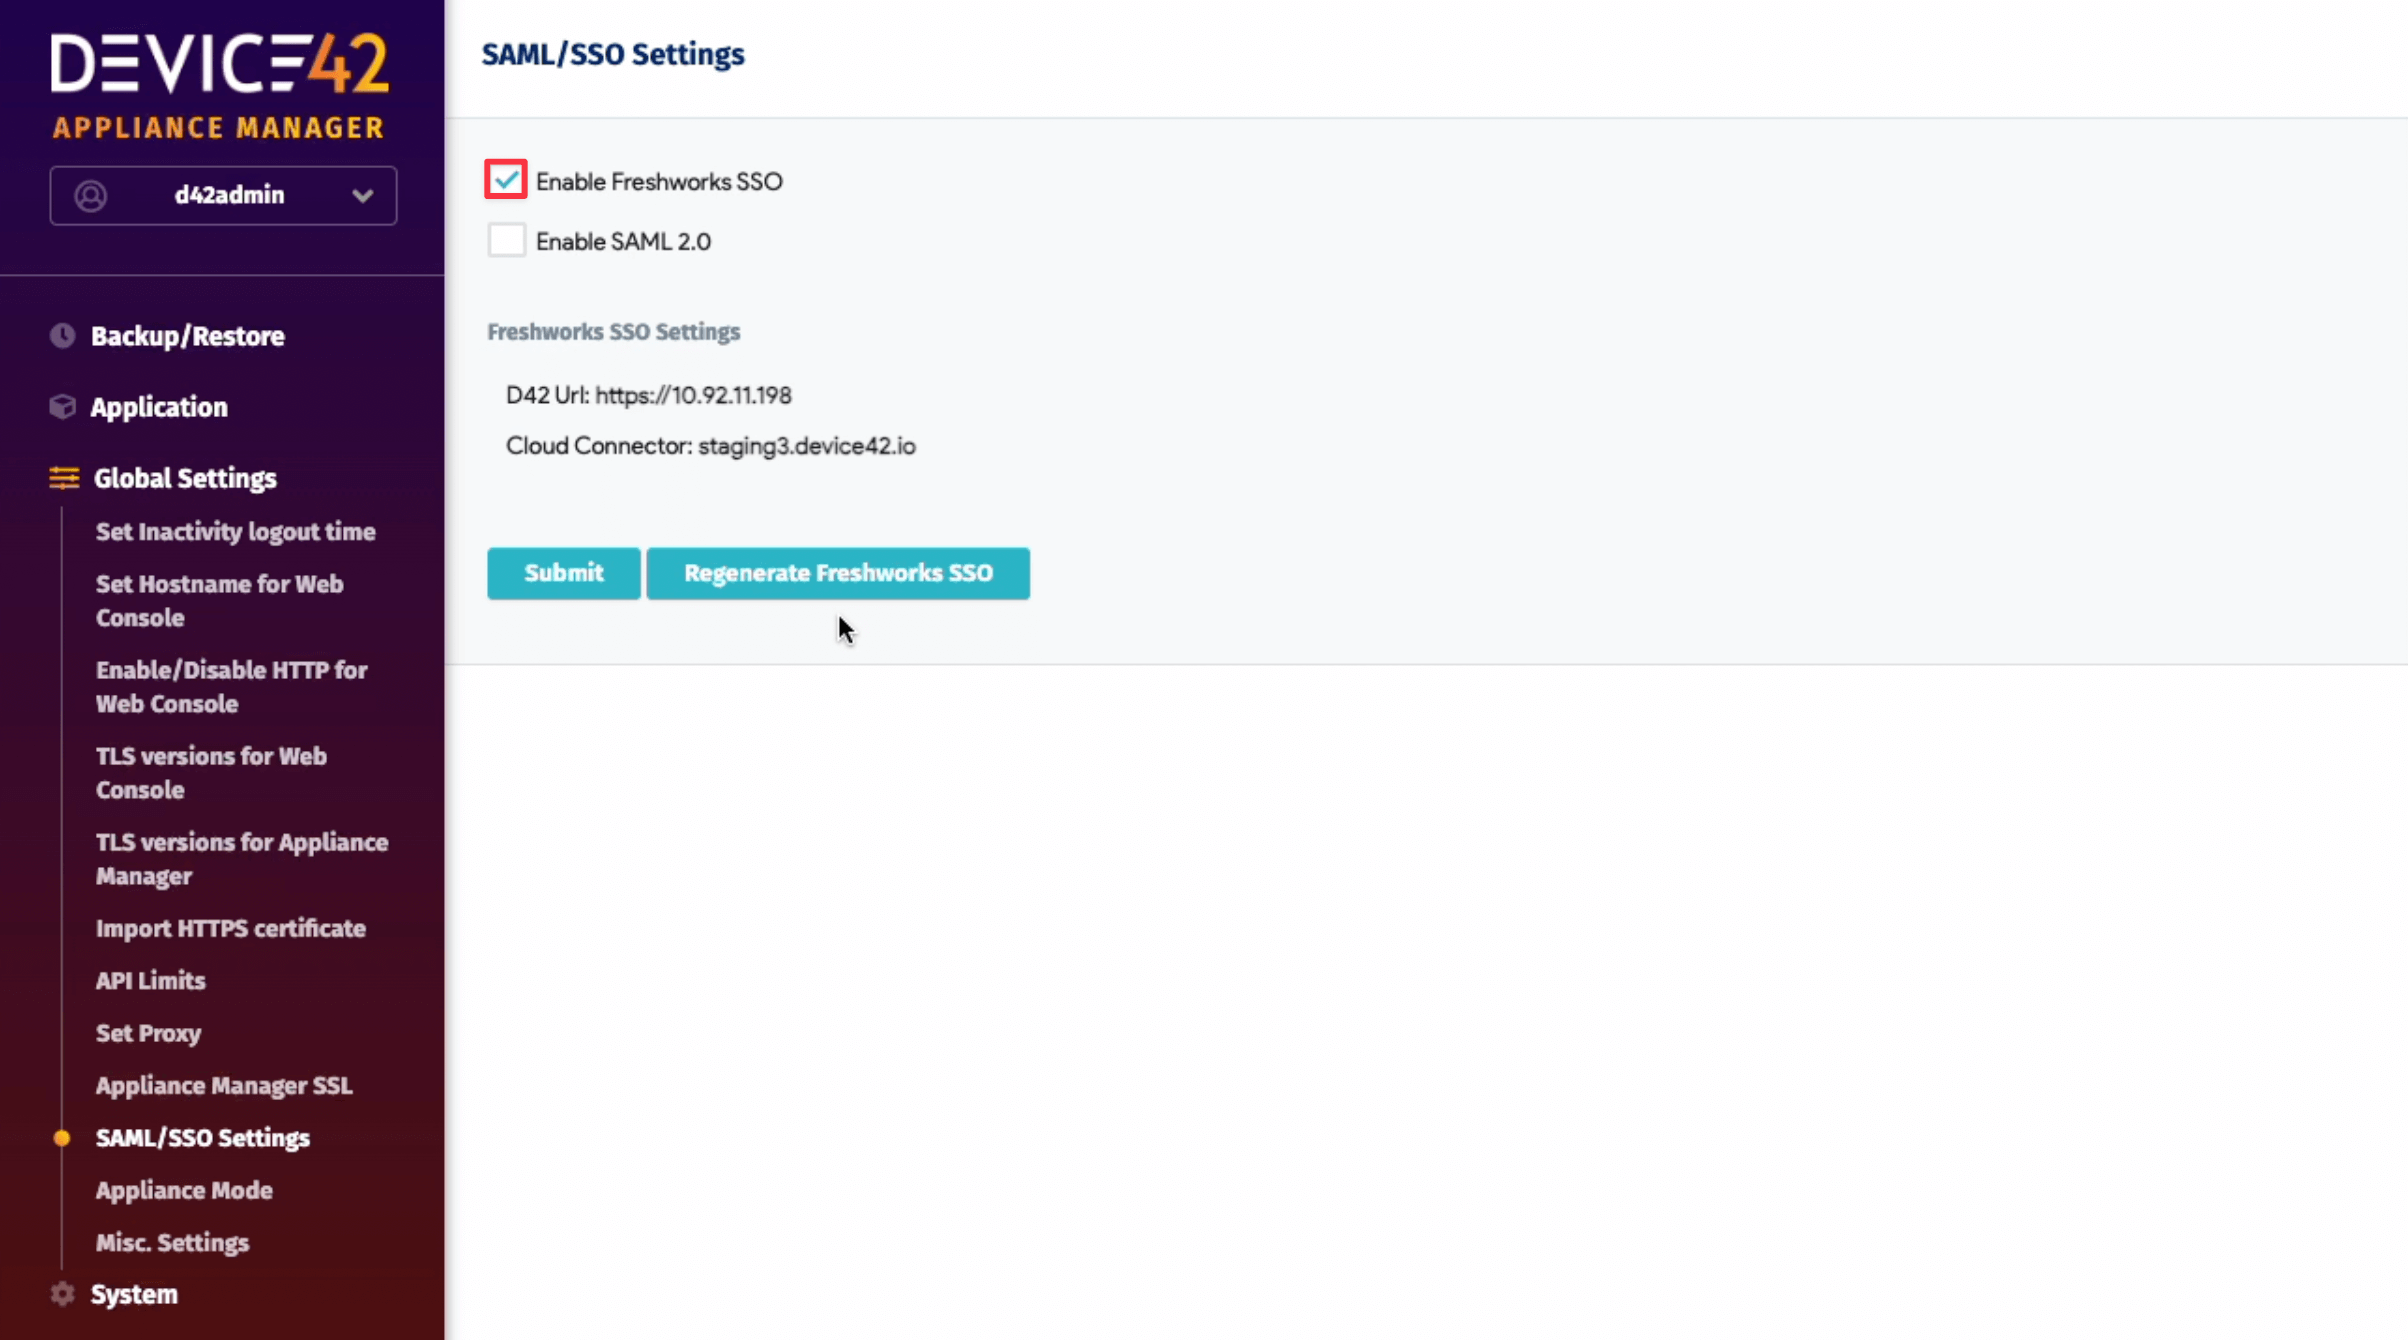 DEVICE42
APPLIANCE MANAGER
d42admin
Backup/Restore
Application
Global Settings
Set Inactivity logout time
Set Hostname for Web
Console
Enable/Disable HTTP for
Web Console
TLS versions for Web
Console
TLS versions for Appliance
Manager
Import HTTPS certificate
API Limits
Set Proxy
Appliance Manager SSL
SAML/SSO Settings
Appliance Mode
Misc. Settings
System
SAML/SSO Settings
Enable Freshworks SSO
Enable SAML 2.0
Freshworks SSO Settings
D42 Url: https://10.92.11.198
Cloud Connector: staging3.device42.io
Submit
Regenerate Freshworks SSO